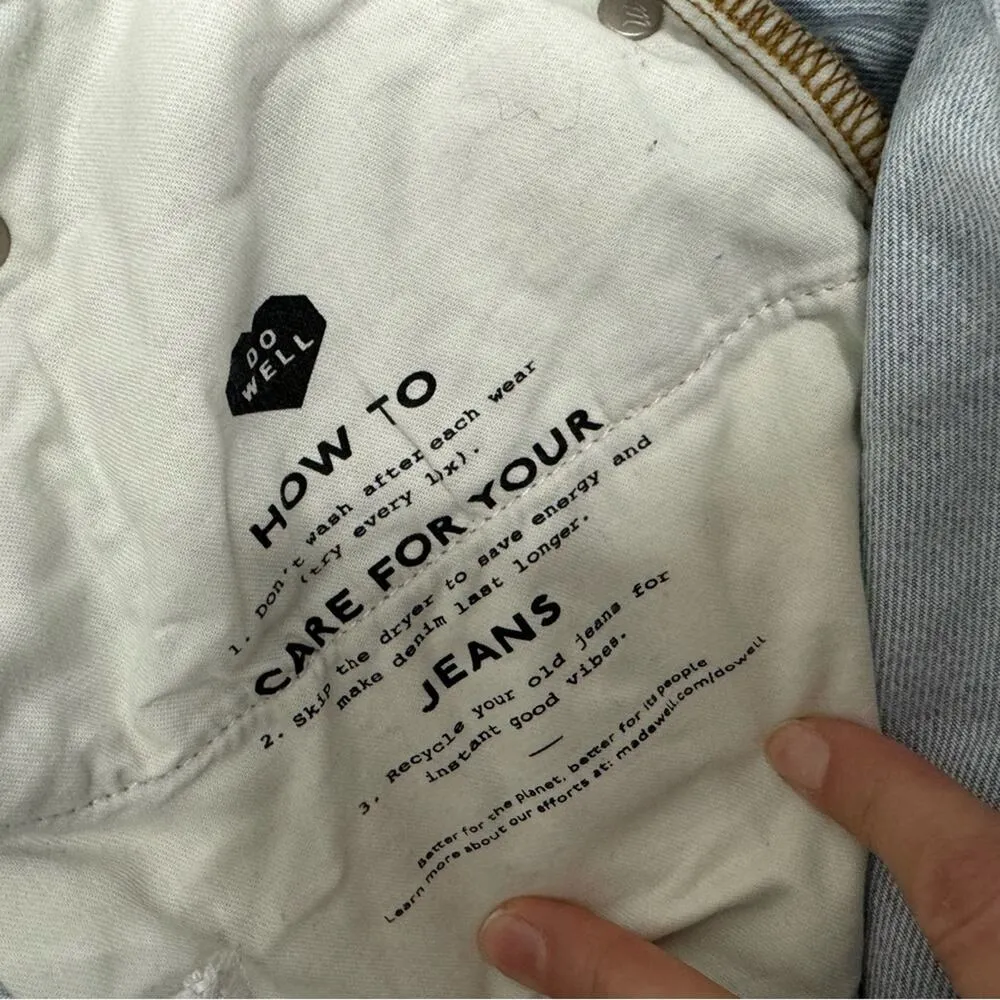 m
DO
WELL
HOW TO
1. Don't wash after each wear
(try every
CARE FOR YOUR
2. Skip the dryer to save energy and
make denim last longer.
JEANS
3. Recycle your old jeans for
instant good vibes.
Better for the planet, better for its people
Learn more about our efforts at: madewell.com/dowell